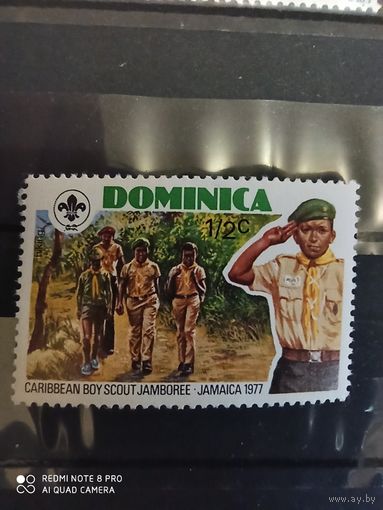 DOMINICA
1/2c
HIKING
CARIBBEAN BOY SCOUT JAMBOREE · JAMAICA 1977
REDMI NOTE 8 PRO
AI QUAD CAMERA
www.ay.by